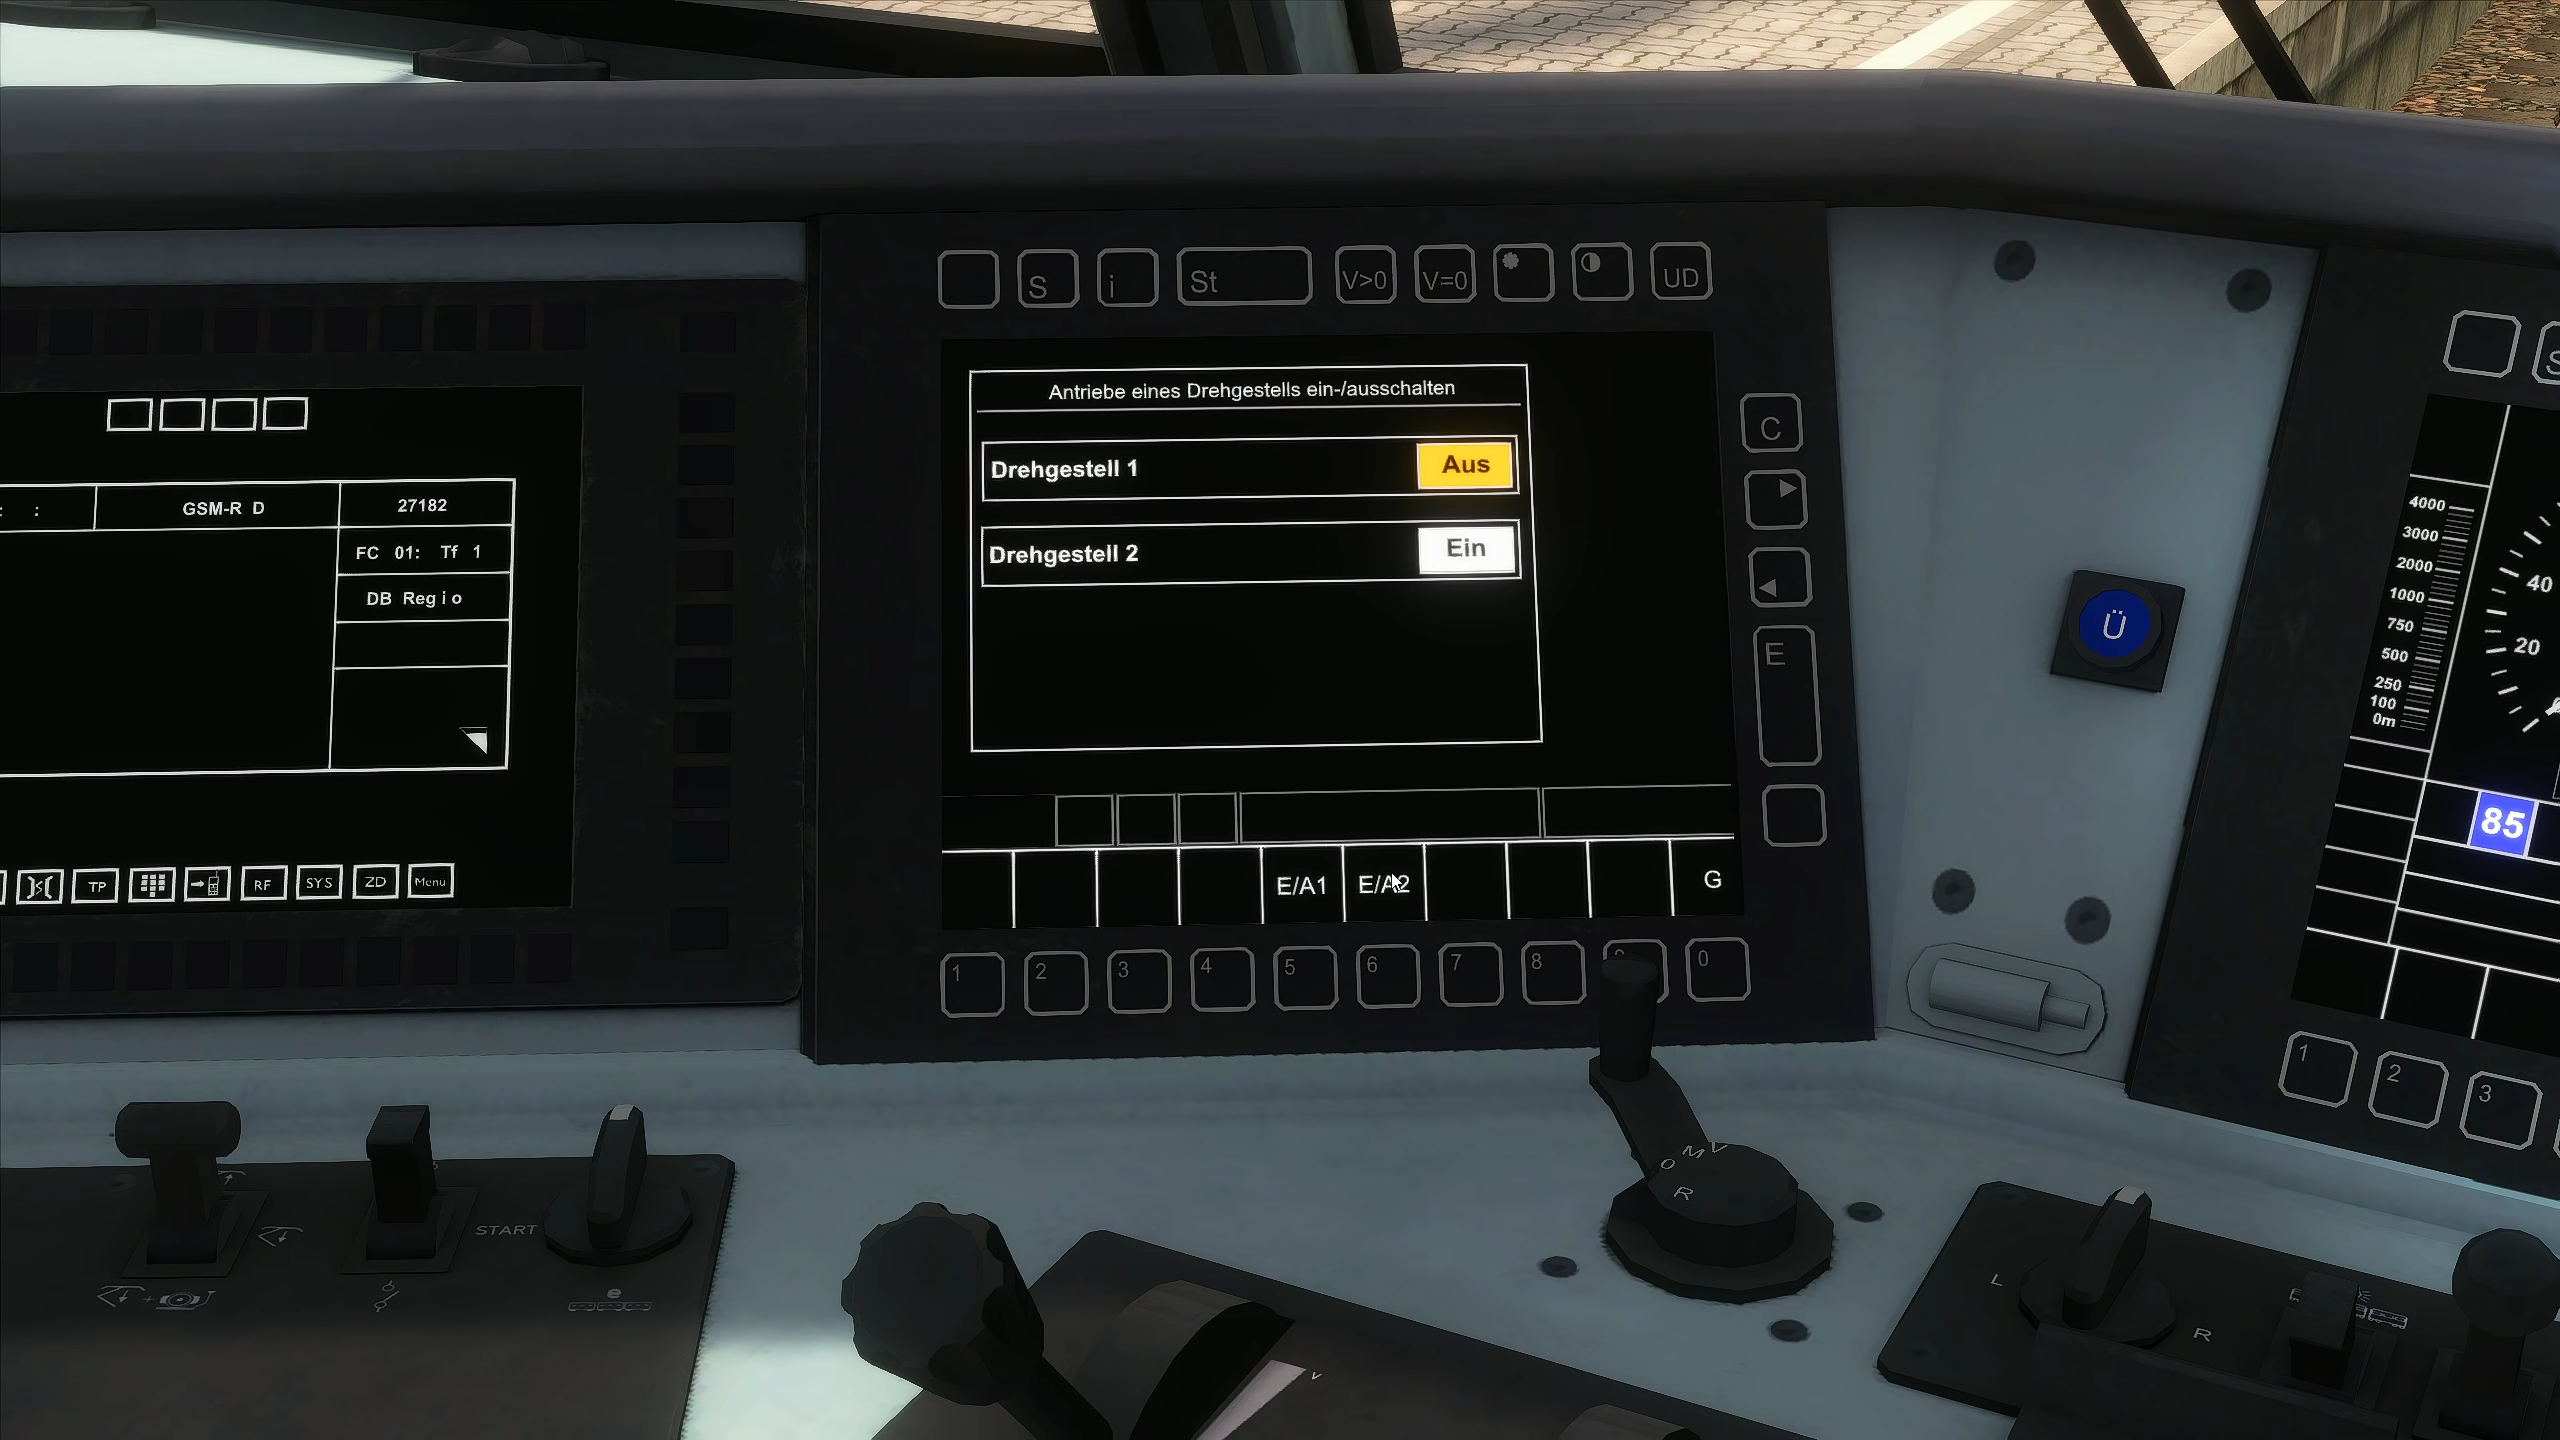 S
i
St
V>0
V=0
UD
Antriebe eines Drehgestells ein-/ausschalten
Drehgestell 1
Aus
Drehgestell 2
Ein
E/A1
E/A2
G
C
E
1
2
3
4
5
6
7
8
0
: :
GSM-R D
27182
FC 01: Tf 1
DB Regio
TP
RF
SYS
ZD
Menu
Ü
4000
3000
2000
1000
750
500
250
100
0m
40
20
85
1
2
3
START
e
O
M
V
R
L
R
V